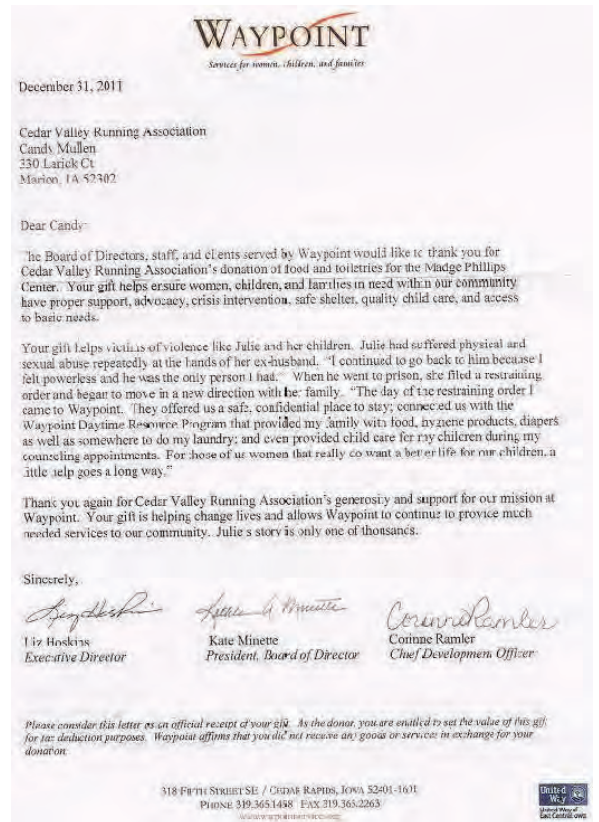 WAYPOINT
Services for women, children, and families
December 31, 2011
Cedar Valley Running Association
Candy Mullen
330 Larick Ct
Marion, IA 52302
Dear Candy:
The Board of Directors, staff, and clients served by Waypoint would like to thank you for
Cedar Valley Running Association's donation of food and toiletries for the Madge Phillips
Center. Your gift helps ensure women, children, and families in need within our community
have proper support, advocacy, crisis intervention, safe shelter, quality child care, and access
to basic needs.
Your gift helps victims of violence like Julie and her children. Julie had suffered physical and
sexual abuse repeatedly at the hands of her ex-husband. "I continued to go back to him because I
felt powerless and he was the only person I had." When he went to prison, she filed a restraining
order and began to move in a new direction with her family. "The day of the restraining order I
came to Waypoint. They offered us a safe, confidential place to stay; connected us with the
Waypoint Daytime Resource Program that provided my family with food, hygiene products, diapers
as well as somewhere to do my laundry; and even provided child care for my children during my
counseling appointments. For those of us women that really do want a better life for our children, a
little help goes a long way."
Thank you again for Cedar Valley Running Association's generosity and support for our mission at
Waypoint. Your gift is helping change lives and allows Waypoint to continue to provide much
needed services to our community. Julie's story is only one of thousands.
Sincerely,
Liz Hoskins Kate Minette Corinne Ramler
Executive Director President, Board of Director Chief Development Officer
Please consider this letter as an official receipt of your gift. As the donor, you are entitled to set the value of this gift
for tax deduction purposes. Waypoint affirms that you did not receive any goods or services in exchange for your
donation.
318 FIFTH STREET SE / CEDAR RAPIDS, IOWA 52401-1631
PHONE 319.365.1458 FAX 319.365.2263
www.waypointservices.org
United
Way
United Way of
East Central Iowa